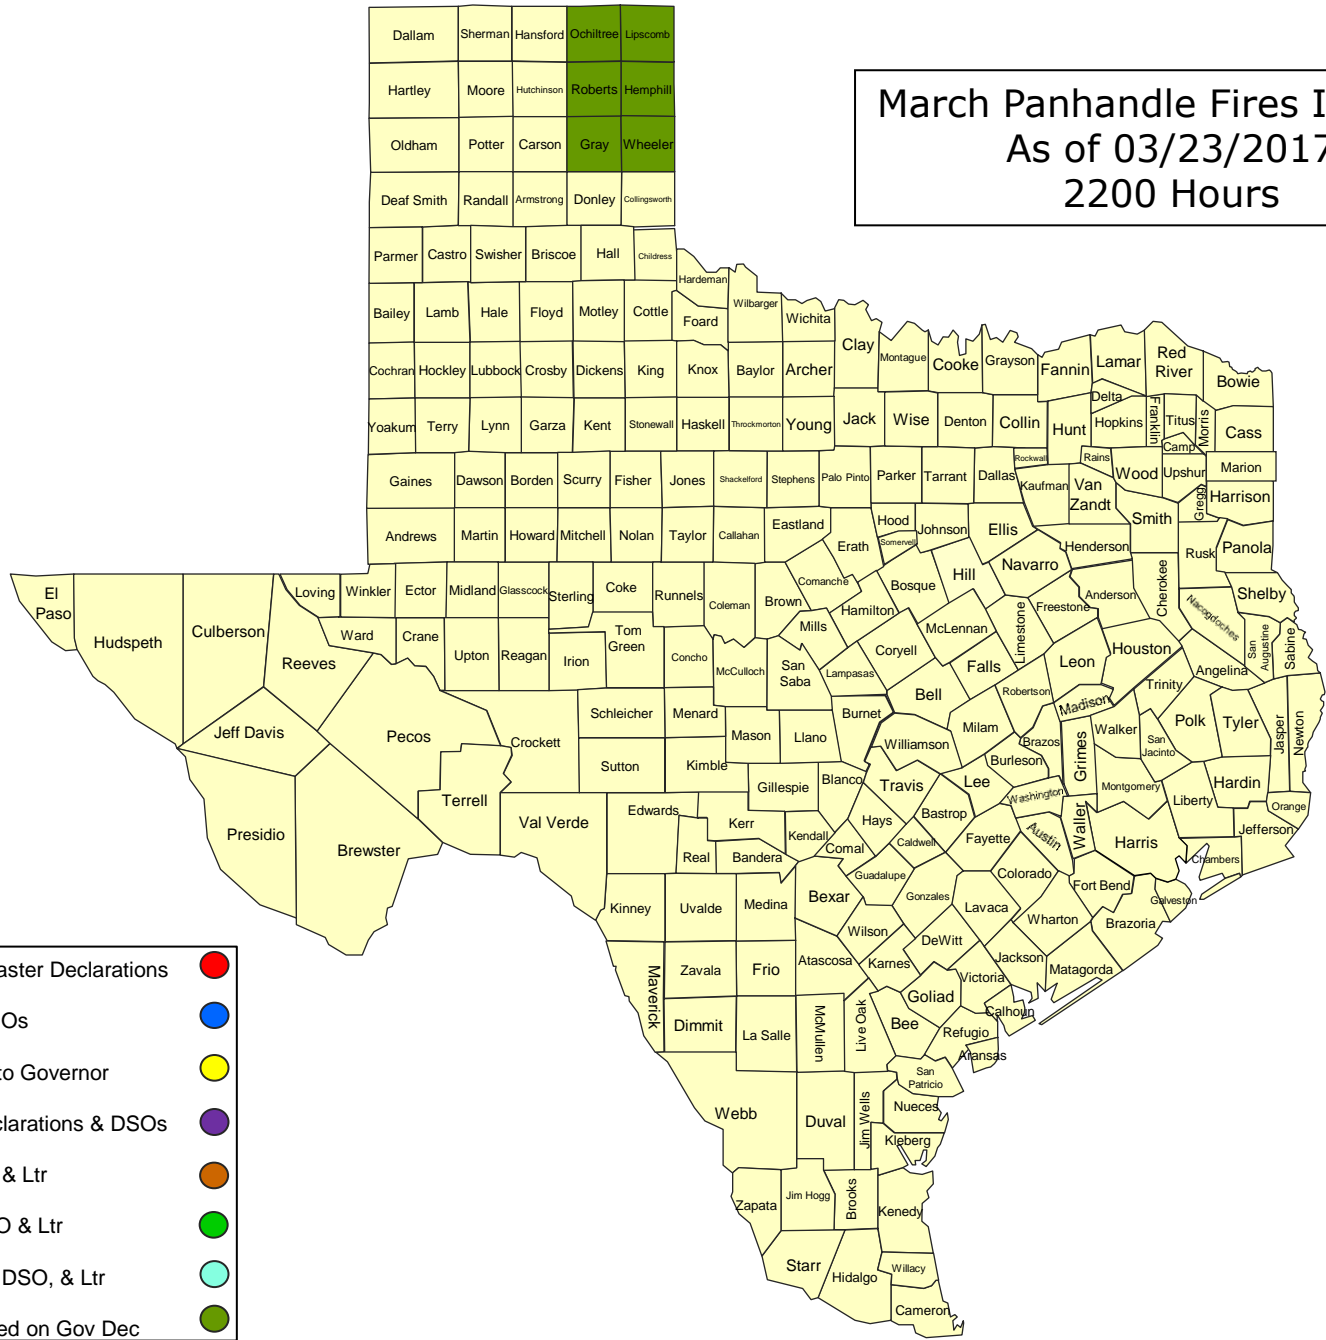 Dallam Sherman Hansford Ochiltree Lipscomb
Hartley Moore Hutchinson Roberts Hemphill
March Panhandle Fires
As of 03/23/2017
2200 Hours
Oldham Potter Carson Gray Wheeler
Deaf Smith Randall Armstrong Donley Collingsworth
Parmer Castro Swisher Briscoe Hall Childress
Hardeman
Bailey Lamb Hale Floyd Motley Cottle Foard Wilbarger Wichita
Clay Montague Cooke Grayson Fannin Lamar Red River Bowie
Cochran Hockley Lubbock Crosby Dickens King Knox Baylor Archer
Delta
Yoakum Terry Lynn Garza Kent Stonewall Haskell Throckmorton Young Jack Wise Denton Collin Hunt Hopkins Franklin Titus Morris Cass
Camp
Rockwall Rains
Gaines Dawson Borden Scurry Fisher Jones Shackelford Stephens Palo Pinto Parker Tarrant Dallas Kaufman Van Zandt Wood Upshur Marion
Gregg Harrison
Andrews Martin Howard Mitchell Nolan Taylor Callahan Eastland Erath Hood Somervell Johnson Ellis Henderson Smith Rusk Panola
El Paso Hudspeth Culberson Loving Winkler Ector Midland Glasscock Sterling Coke Runnels Coleman Brown Comanche Hamilton Bosque Hill Navarro Freestone Anderson Cherokee Nacogdoches Shelby
Reeves Ward Crane Upton Reagan Irion Tom Green Concho McCulloch San Saba Mills Lampasas Coryell McLennan Limestone Falls Leon Houston Angelina San Augustine Sabine
Jeff Davis Pecos Crockett Schleicher Menard Mason Llano Burnet Bell Milam Robertson Madison Trinity
Williamson Brazos Grimes Walker San Jacinto Polk Tyler Jasper Newton
Sutton Kimble Gillespie Blanco Travis Lee Burleson Washington Montgomery Liberty Hardin Orange
Presidio Brewster Terrell Val Verde Edwards Kerr Kendall Hays Bastrop Caldwell Fayette Austin Waller Harris Jefferson Chambers
Real Bandera Comal Guadalupe Gonzales Colorado Fort Bend Galveston
Kinney Uvalde Medina Bexar Wilson Lavaca Wharton Brazoria
Maverick Zavala Frio Atascosa Karnes DeWitt Jackson Matagorda
Victoria
Dimmit La Salle McMullen Live Oak Bee Goliad Refugio Calhoun
Aransas
San Patricio
Webb Duval Jim Wells Nueces
Kleberg
Zapata Jim Hogg Brooks Kenedy
Starr Hidalgo Willacy
Cameron
Declarations
to Governor
& DSOs
& Ltr
& Ltr
DSO, & Ltr
on Gov Dec